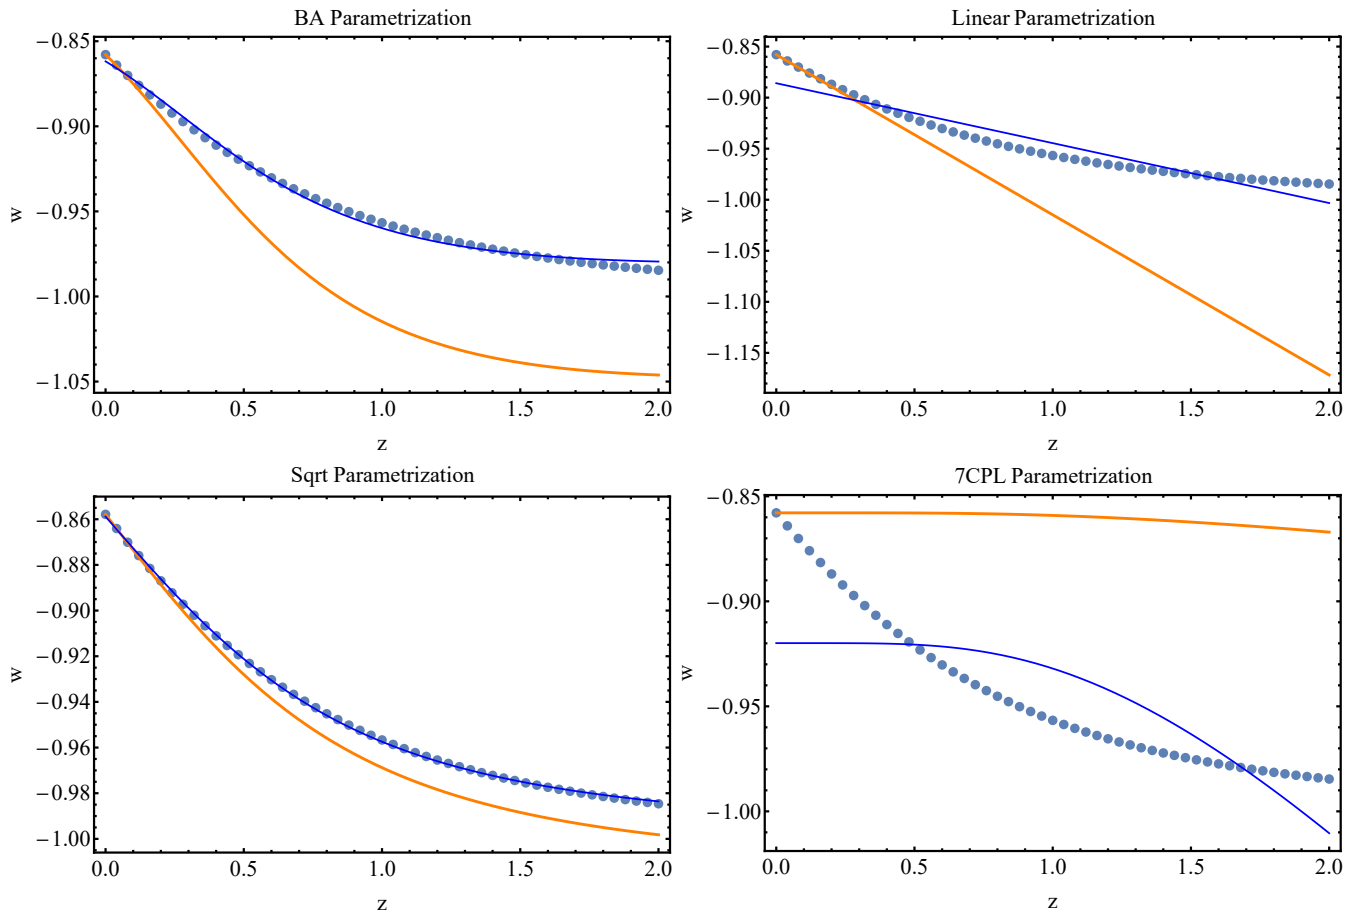 BA Parametrization
−0.85
−0.90
−0.95
−1.00
−1.05
w
0.0 0.5 1.0 1.5 2.0
z
Linear Parametrization
−0.85
−0.90
−0.95
−1.00
−1.05
−1.10
−1.15
w
0.0 0.5 1.0 1.5 2.0
z
Sqrt Parametrization
−0.86
−0.88
−0.90
−0.92
−0.94
−0.96
−0.98
−1.00
w
0.0 0.5 1.0 1.5 2.0
z
7CPL Parametrization
−0.85
−0.90
−0.95
−1.00
w
0.0 0.5 1.0 1.5 2.0
z